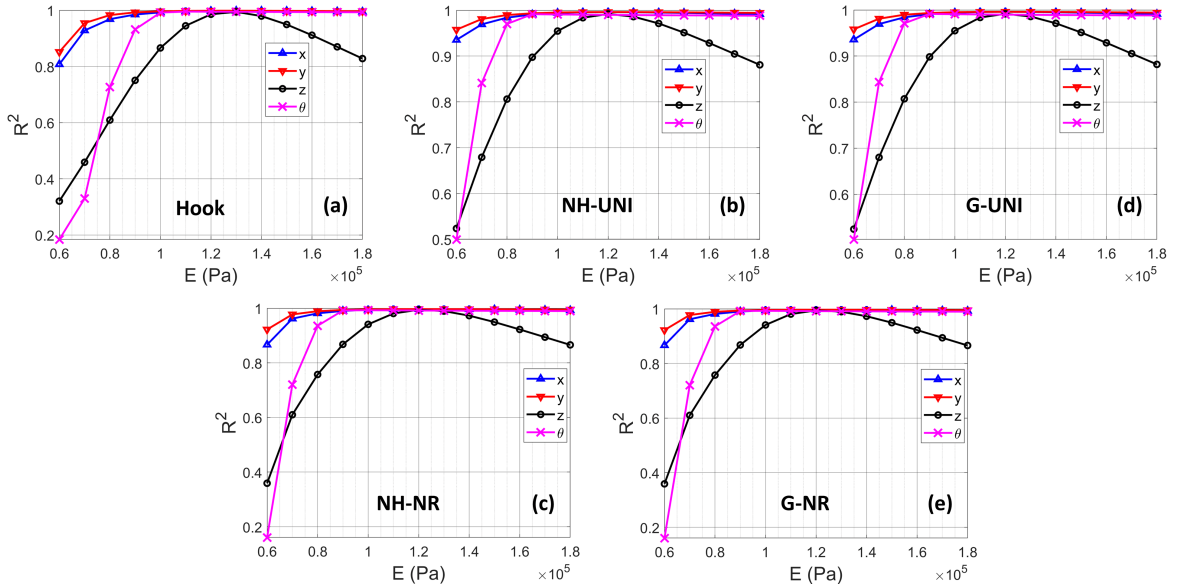 1
0.8
0.6
0.4
0.2
R²
x
y
z
θ
Hook
(a)
0.6 0.8 1 1.2 1.4 1.6 1.8
E (Pa)
×10⁵
1
0.9
0.8
0.7
0.6
0.5
R²
x
y
z
θ
NH-UNI
(b)
0.6 0.8 1 1.2 1.4 1.6 1.8
E (Pa)
×10⁵
1
0.9
0.8
0.7
0.6
0.5
R²
x
y
z
θ
G-UNI
(d)
0.6 0.8 1 1.2 1.4 1.6 1.8
E (Pa)
×10⁵
1
0.8
0.6
0.4
0.2
R²
x
y
z
θ
NH-NR
(c)
0.6 0.8 1 1.2 1.4 1.6 1.8
E (Pa)
×10⁵
1
0.8
0.6
0.4
0.2
R²
x
y
z
θ
G-NR
(e)
0.6 0.8 1 1.2 1.4 1.6 1.8
E (Pa)
×10⁵